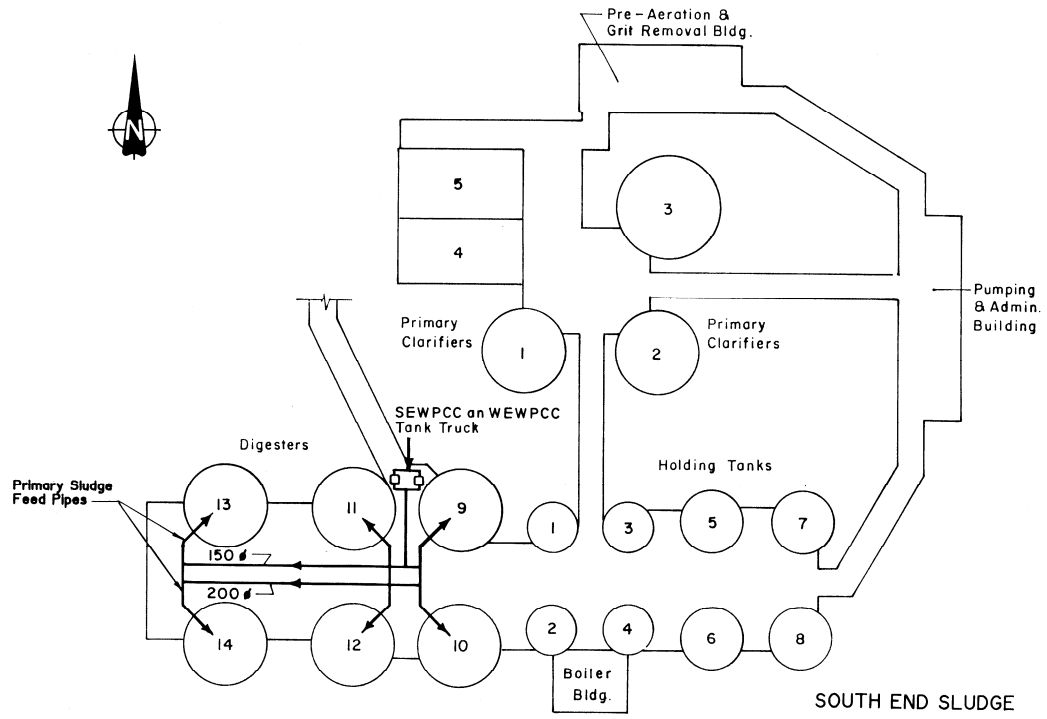 Pre-Aeration &
Grit Removal Bldg.
N
5
3
4
Pumping
& Admin.
Building
Primary
Clarifiers
1
2
Primary
Clarifiers
SEWPCC an WEWPCC
Tank Truck
Digesters
Holding Tanks
Primary Sludge
Feed Pipes
13
11
9
1
3
5
7
150 ø
200 ø
14
12
10
2
4
6
8
Boiler
Bldg.
SOUTH END SLUDGE